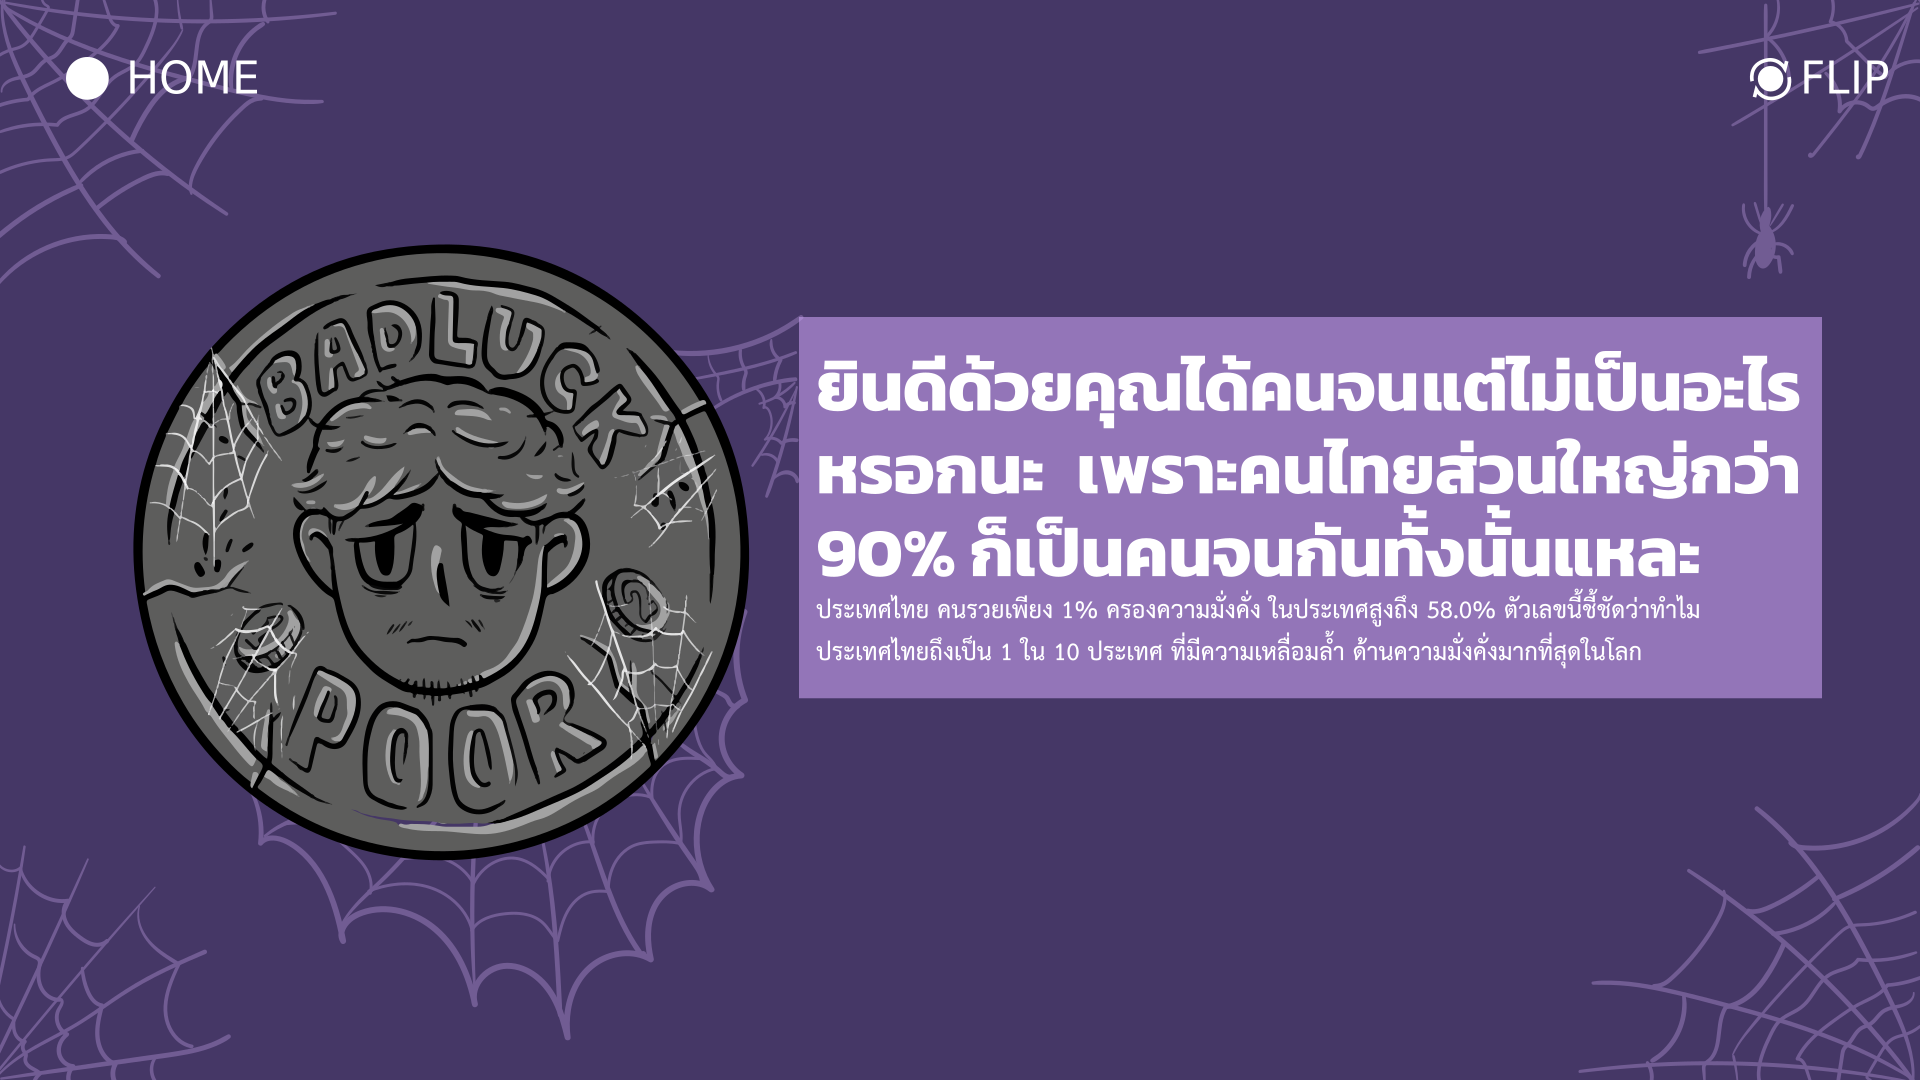 HOME
FLIP
BADLUCK
POOR
ยินดีด้วยคุณได้คนจนแต่ไม่เป็นอะไร
หรอกนะ เพราะคนไทยส่วนใหญ่กว่า
90% ก็เป็นคนจนกันทั้งนั้นแหละ
ประเทศไทย คนรวยเพียง 1% ครองความมั่งคั่ง ในประเทศสูงถึง 58.0% ตัวเลขนี้ชี้ชัดว่าทำไม
ประเทศไทยถึงเป็น 1 ใน 10 ประเทศ ที่มีความเหลื่อมล้ำ ด้านความมั่งคั่งมากที่สุดในโลก